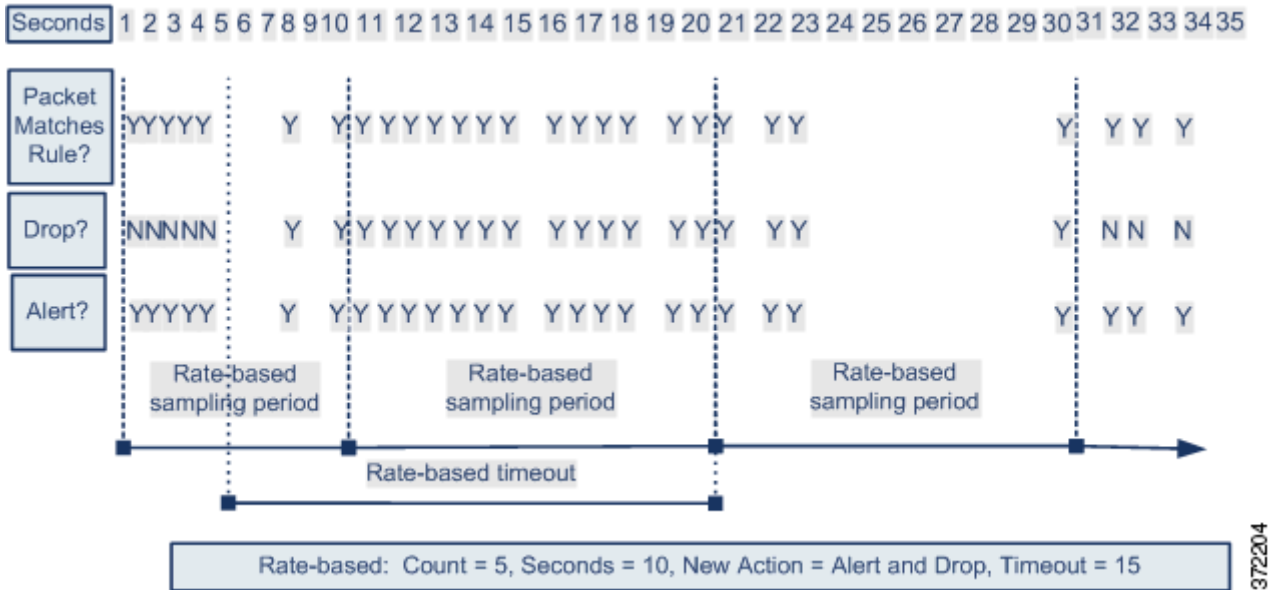 Seconds 1 2 3 4 5 6 7 8 9 10 11 12 13 14 15 16 17 18 19 20 21 22 23 24 25 26 27 28 29 30 31 32 33 34 35
Packet
Matches
Rule?
YYYYY Y Y Y Y Y Y Y Y Y Y Y Y Y Y Y Y Y Y Y Y Y Y Y
Drop?
NNNNN Y Y Y Y Y Y Y Y Y Y Y Y Y Y Y Y Y Y Y Y N N N
Alert?
YYYYY Y Y Y Y Y Y Y Y Y Y Y Y Y Y Y Y Y Y Y Y Y Y Y
Rate-based
sampling period
Rate-based
sampling period
Rate-based
sampling period
Rate-based timeout
Rate-based: Count = 5, Seconds = 10, New Action = Alert and Drop, Timeout = 15
372204